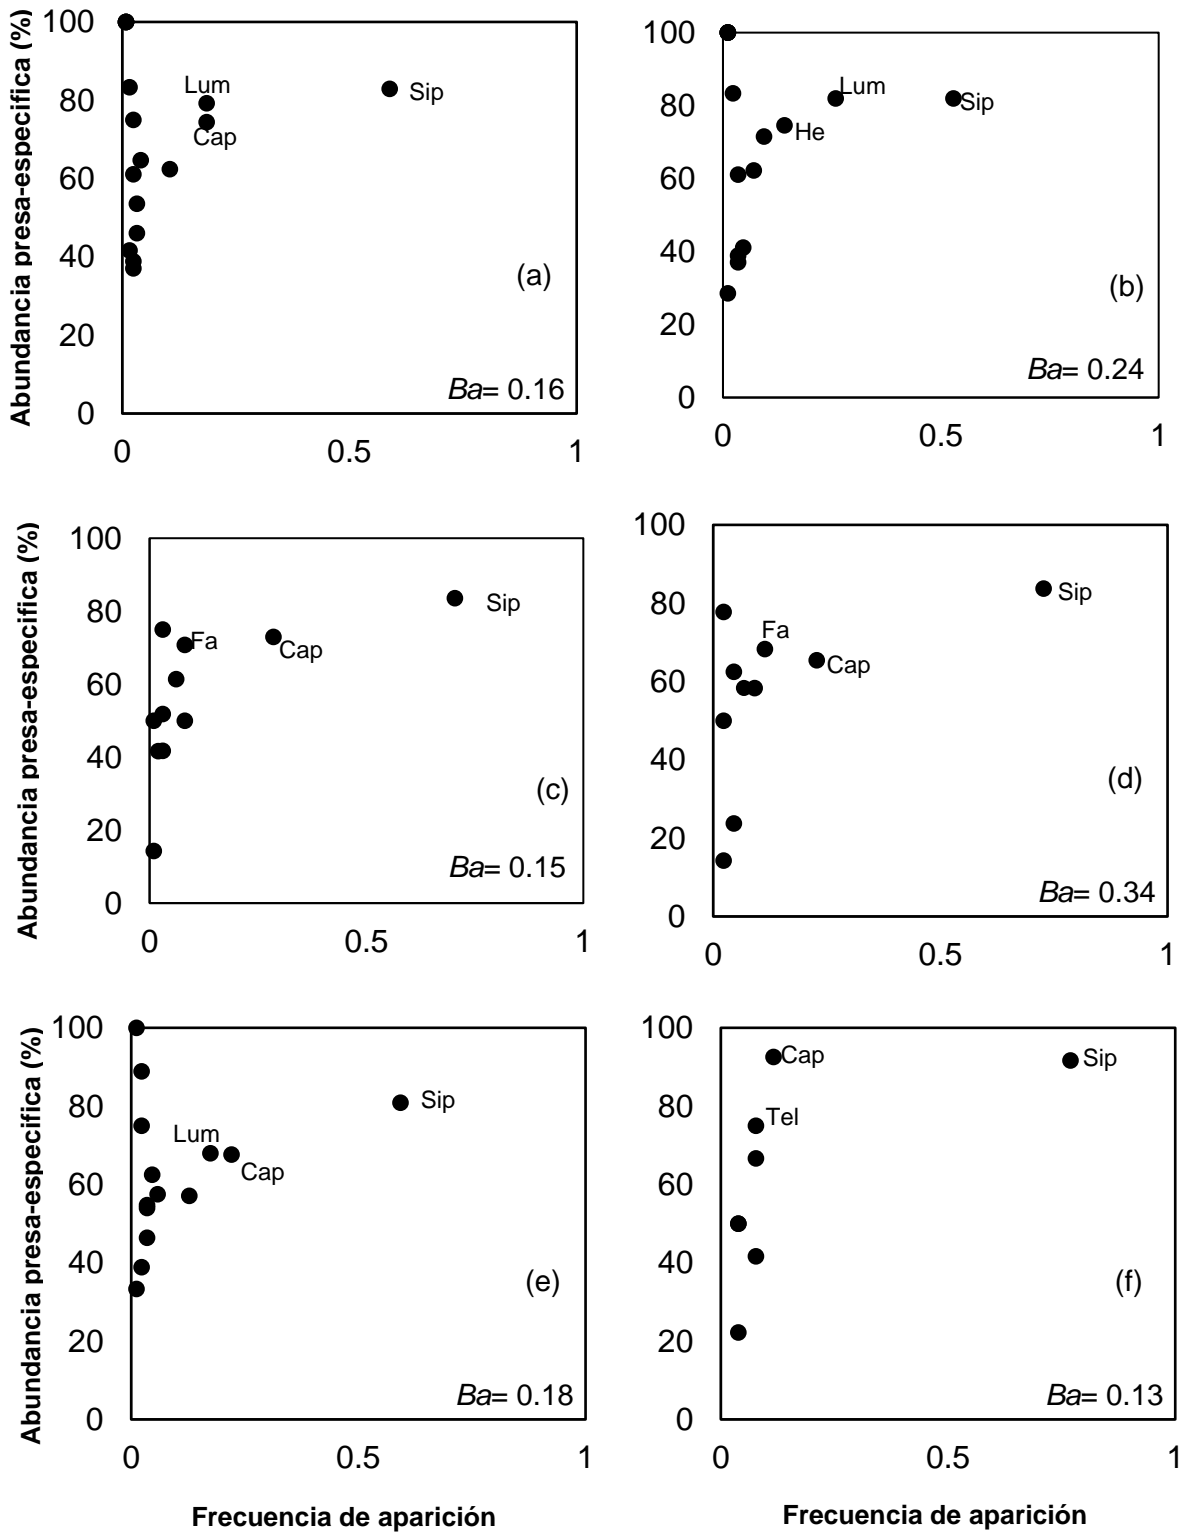 Abundancia presa-especifica (%)
100
80
60
40
20
0
Lum
Sip
Cap
(a)
Ba= 0.16
0
0.5
1
100
80
60
40
20
0
Lum
Sip
He
(b)
Ba= 0.24
0
0.5
1
Abundancia presa-especifica (%)
100
80
60
40
20
0
Sip
Fa
Cap
(c)
Ba= 0.15
0
0.5
1
100
80
60
40
20
0
Sip
Fa
Cap
(d)
Ba= 0.34
0
0.5
1
Abundancia presa-especifica (%)
100
80
60
40
20
0
Sip
Lum
Cap
(e)
Ba= 0.18
0
0.5
1
Frecuencia de aparición
100
80
60
40
20
0
Cap
Sip
Tel
(f)
Ba= 0.13
0
0.5
1
Frecuencia de aparición